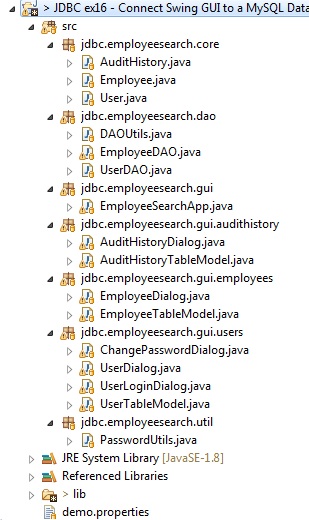 > JDBC ex16 - Connect Swing GUI to a MySQL Data
src
jdbc.employeesearch.core
AuditHistory.java
Employee.java
User.java
jdbc.employeesearch.dao
DAOUtils.java
EmployeeDAO.java
UserDAO.java
jdbc.employeesearch.gui
EmployeeSearchApp.java
jdbc.employeesearch.gui.audithistory
AuditHistoryDialog.java
AuditHistoryTableModel.java
jdbc.employeesearch.gui.employees
EmployeeDialog.java
EmployeeTableModel.java
jdbc.employeesearch.gui.users
ChangePasswordDialog.java
UserDialog.java
UserLoginDialog.java
UserTableModel.java
jdbc.employeesearch.util
PasswordUtils.java
JRE System Library [JavaSE-1.8]
Referenced Libraries
> lib
demo.properties